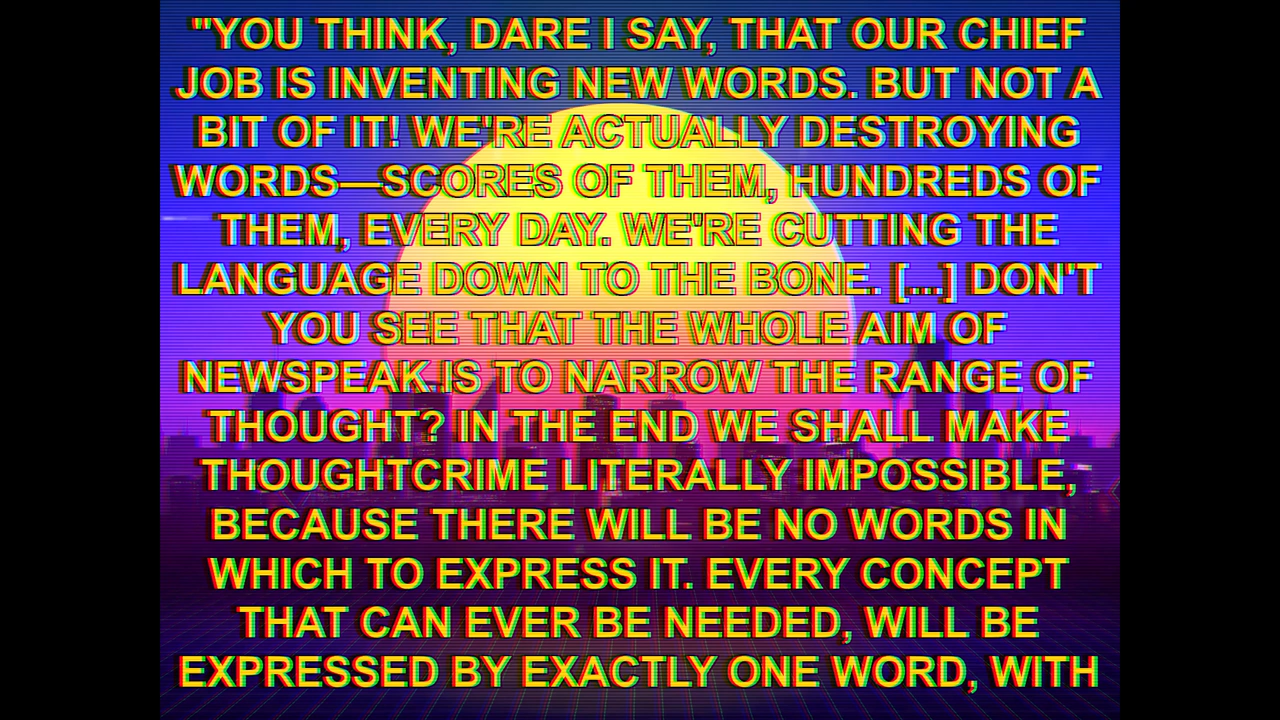 "YOU THINK, DARE I SAY, THAT OUR CHIEF
JOB IS INVENTING NEW WORDS. BUT NOT A
BIT OF IT! WE'RE ACTUALLY DESTROYING
WORDS—SCORES OF THEM, HUNDREDS OF
THEM, EVERY DAY. WE'RE CUTTING THE
LANGUAGE DOWN TO THE BONE. [...] DON'T
YOU SEE THAT THE WHOLE AIM OF
NEWSPEAK IS TO NARROW THE RANGE OF
THOUGHT? IN THE END WE SHALL MAKE
THOUGHTCRIME LITERALLY IMPOSSIBLE,
BECAUSE THERE WILL BE NO WORDS IN
WHICH TO EXPRESS IT. EVERY CONCEPT
THAT CAN EVER BE NEEDED, WILL BE
EXPRESSED BY EXACTLY ONE WORD, WITH